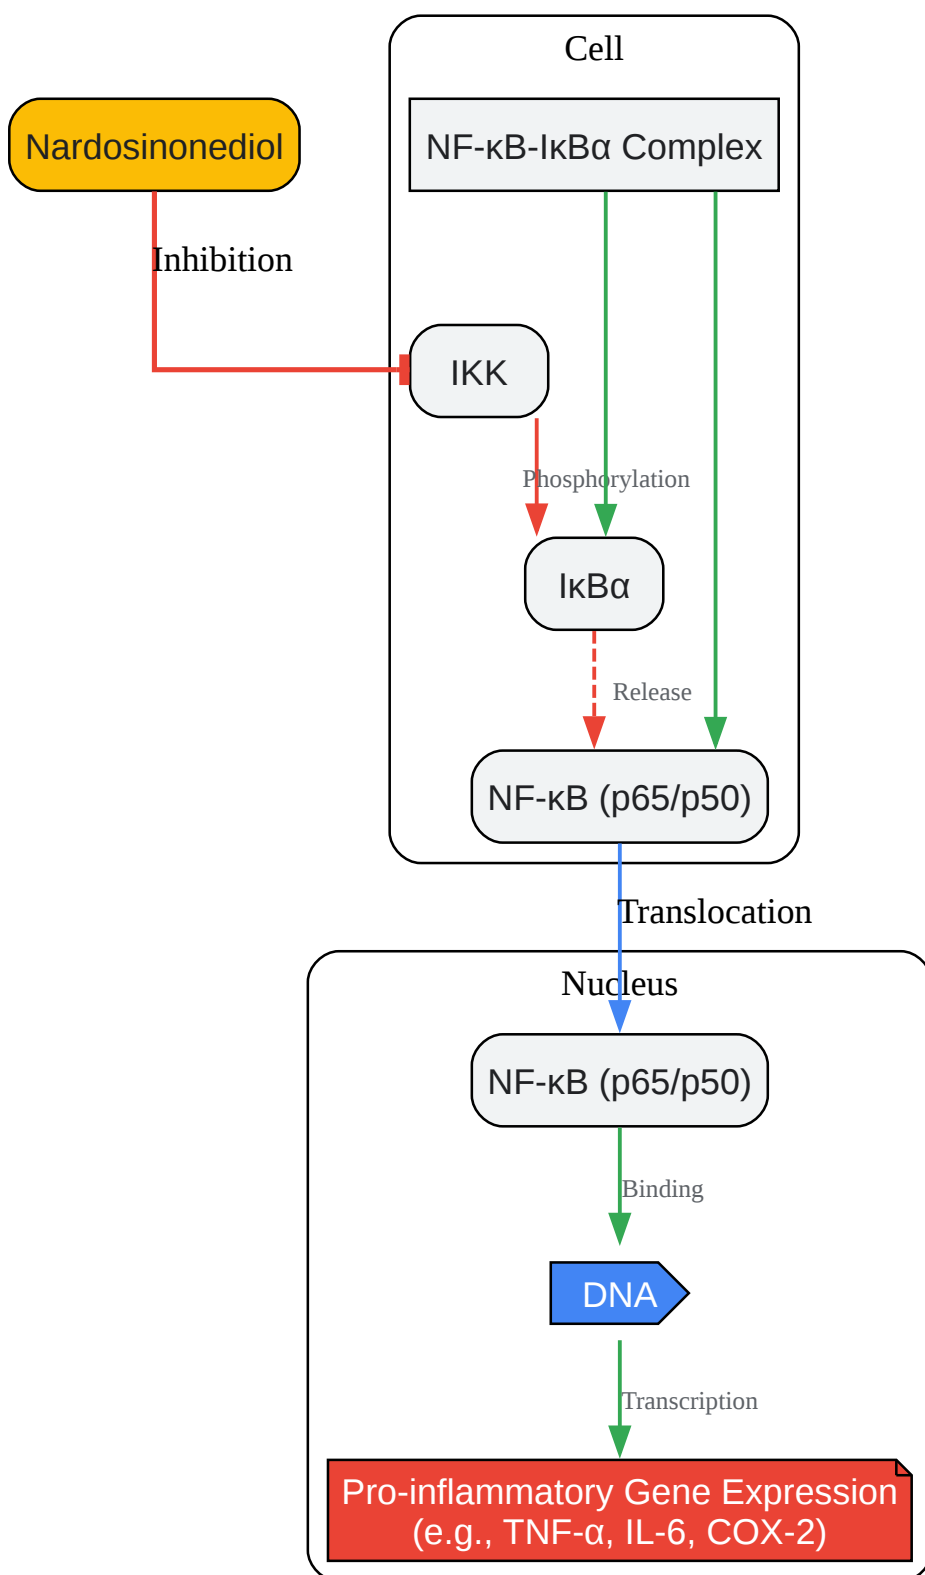 Cell
Nardosinonediol
NF-κB-IκBα Complex
Inhibition
IKK
Phosphorylation
IκBα
Release
NF-κB (p65/p50)
Translocation
Nucleus
NF-κB (p65/p50)
Binding
DNA
Transcription
Pro-inflammatory Gene Expression
(e.g., TNF-α, IL-6, COX-2)